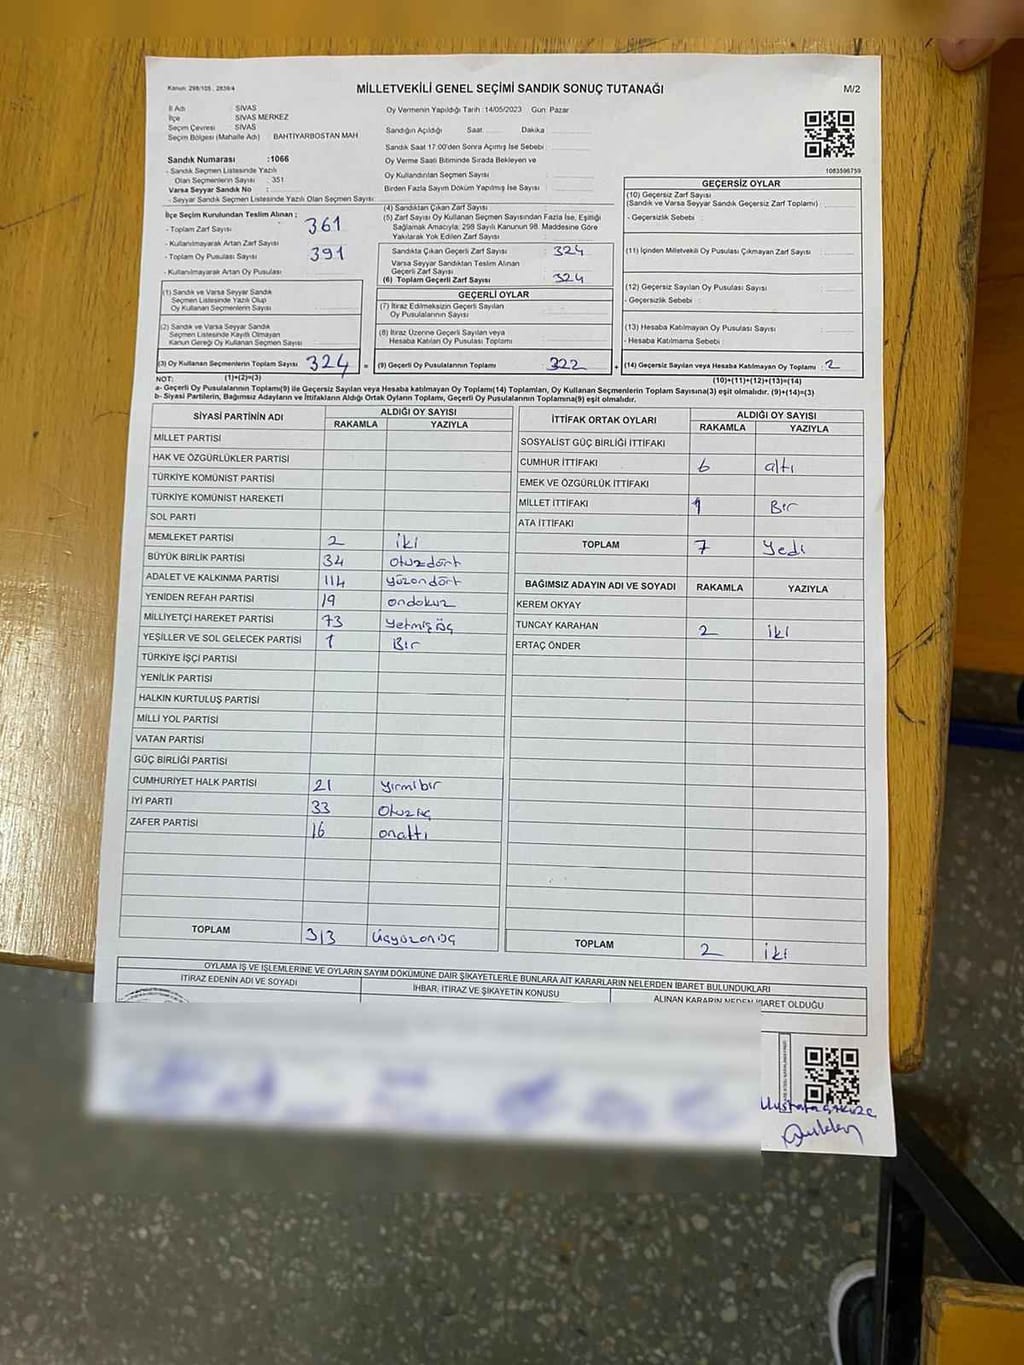 Kanun: 298/105 , 2839/4
MİLLETVEKİLİ GENEL SEÇİMİ SANDIK SONUÇ TUTANAĞI
M/2
İl Adı : SİVAS
İlçe : SİVAS MERKEZ
Seçim Çevresi : SİVAS
Seçim Bölgesi (Mahalle Adı) : BAHTİYARBOSTAN MAH
Sandık Numarası :1066
- Sandık Seçmen Listesinde Yazılı
Olan Seçmenlerin Sayısı : 351
Varsa Seyyar Sandık No :
- Seyyar Sandık Seçmen Listesinde Yazılı Olan Seçmen Sayısı:
Oy Vermenin Yapıldığı Tarih :14/05/2023 Gün: Pazar
Sandığın Açıldığı Saat Dakika
Sandık Saat 17:00'den Sonra Açımış İse Sebebi :
Oy Verme Saati Bitiminde Sırada Bekleyen ve
Oy Kullandırılan Seçmen Sayısı :
Birden Fazla Sayım Döküm Yapılmış İse Sayısı :
1083596759
İlçe Seçim Kurulundan Teslim Alınan ;
- Toplam Zarf Sayısı : 361
- Kullanılmayarak Artan Zarf Sayısı
- Toplam Oy Pusulası Sayısı : 391
- Kullanılmayarak Artan Oy Pusulası
(4) Sandıktan Çıkan Zarf Sayısı :
(5) Zarf Sayısı Oy Kullanan Seçmen Sayısından Fazla İse, Eşitliği
Sağlamak Amacıyla; 298 Sayılı Kanunun 98. Maddesine Göre
Yakılarak Yok Edilen Zarf Sayısı :
Sandıkta Çıkan Geçerli Zarf Sayısı : 324
Varsa Seyyar Sandıktan Teslim Alınan
Geçerli Zarf Sayısı :
(6) Toplam Geçerli Zarf Sayısı : 324
GEÇERSİZ OYLAR
(10) Geçersiz Zarf Sayısı
(Sandık ve Varsa Seyyar Sandık Geçersiz Zarf Toplamı) :
- Geçersizlik Sebebi :
(11) İçinden Milletvekili Oy Pusulası Çıkmayan Zarf Sayısı :
(12) Geçersiz Sayılan Oy Pusulası Sayısı :
- Geçersizlik Sebebi :
(13) Hesaba Katılmayan Oy Pusulası Sayısı :
- Hesaba Katılmama Sebebi :
(1) Sandık ve Varsa Seyyar Sandık
Seçmen Listesinde Yazılı Olup
Oy Kullanan Seçmenlerin Sayısı :
(2) Sandık ve Varsa Seyyar Sandık
Seçmen Listesinde Kayıtlı Olmayan
Kanun Gereği Oy Kullanan Seçmen Sayısı :
GEÇERLİ OYLAR
(7) İtiraz Edilmeksizin Geçerli Sayılan
Oy Pusulalarının Sayısı :
(8) İtiraz Üzerine Geçerli Sayılan veya
Hesaba Katılan Oy Pusulası Toplamı :
(3) Oy Kullanan Seçmenlerin Toplam Sayısı : 324 = (9) Geçerli Oy Pusulalarının Toplamı : 322 + (14) Geçersiz Sayılan veya Hesaba Katılmayan Oy Toplamı : 2
NOT: (1)+(2)=(3)
(10)+(11)+(12)+(13)=(14)
a- Geçerli Oy Pusulalarının Toplamı(9) ile Geçersiz Sayılan veya Hesaba katılmayan Oy Toplamı(14) Toplamları, Oy Kullanan Seçmenlerin Toplam Sayısına(3) eşit olmalıdır. (9)+(14)=(3)
b- Siyasi Partilerin, Bağımsız Adayların ve İttifakların Aldığı Ortak Oyların Toplamı, Geçerli Oy Pusulalarının Toplamına(9) eşit olmalıdır.
SİYASİ PARTİNİN ADI ALDIĞI OY SAYISI
RAKAMLA YAZIYLA
MİLLET PARTİSİ
HAK VE ÖZGÜRLÜKLER PARTİSİ
TÜRKİYE KOMÜNİST PARTİSİ
TÜRKİYE KOMÜNİST HAREKETİ
SOL PARTİ
MEMLEKET PARTİSİ 2 iki
BÜYÜK BİRLİK PARTİSİ 34 otuzdört
ADALET VE KALKINMA PARTİSİ 114 yüzondört
YENİDEN REFAH PARTİSİ 19 ondokuz
MİLLİYETÇİ HAREKET PARTİSİ 73 yetmişüç
YEŞİLLER VE SOL GELECEK PARTİSİ 1 Bir
TÜRKİYE İŞÇİ PARTİSİ
YENİLİK PARTİSİ
HALKIN KURTULUŞ PARTİSİ
MİLLİ YOL PARTİSİ
VATAN PARTİSİ
GÜÇ BİRLİĞİ PARTİSİ
CUMHURİYET HALK PARTİSİ 21 yirmibir
İYİ PARTİ 33 otuzüç
ZAFER PARTİSİ 16 onaltı
TOPLAM 313 üçyüzonüç
İTTİFAK ORTAK OYLARI ALDIĞI OY SAYISI
RAKAMLA YAZIYLA
SOSYALİST GÜÇ BİRLİĞİ İTTİFAKI
CUMHUR İTTİFAKI 6 altı
EMEK VE ÖZGÜRLÜK İTTİFAKI
MİLLET İTTİFAKI 1 Bir
ATA İTTİFAKI
TOPLAM 7 Yedi
BAĞIMSIZ ADAYIN ADI VE SOYADI RAKAMLA YAZIYLA
KEREM OKYAY
TUNCAY KARAHAN 2 iki
ERTAÇ ÖNDER
TOPLAM 2 iki
OYLAMA İŞ VE İŞLEMLERİNE VE OYLARIN SAYIM DÖKÜMÜNE DAİR ŞİKAYETLERLE BUNLARA AİT KARARLARIN NELERDEN İBARET BULUNDUKLARI
İTİRAZ EDENİN ADI VE SOYADI İHBAR, İTİRAZ VE ŞİKAYETİN KONUSU ALINAN KARARIN NEDEN İBARET OLDUĞU